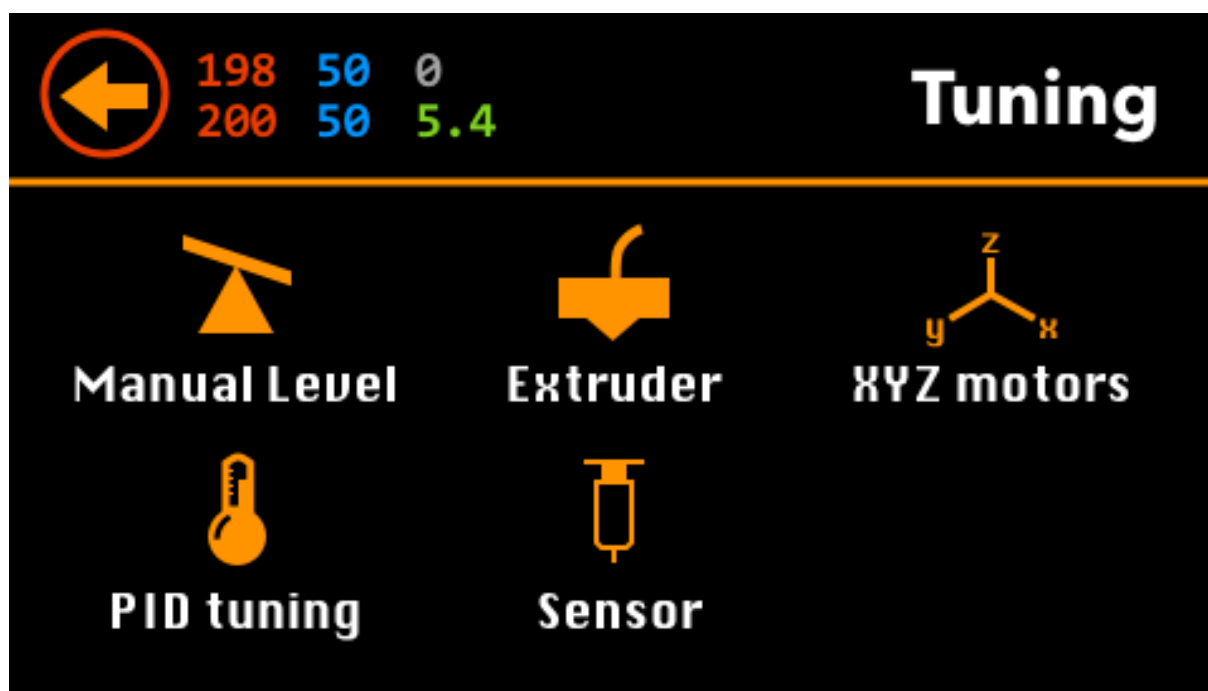 198 50 0
200 50 5.4
Tuning
z
y x
Manual Level Extruder XYZ motors
PID tuning Sensor